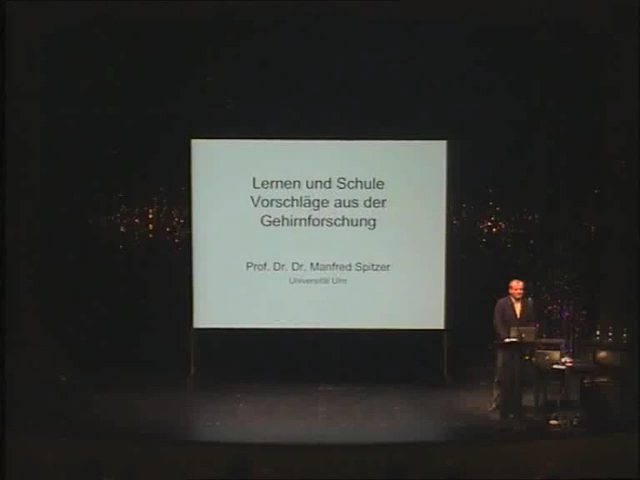 Lernen und Schule
Vorschläge aus der
Gehirnforschung
Prof. Dr. Dr. Manfred Spitzer
Universität Ulm